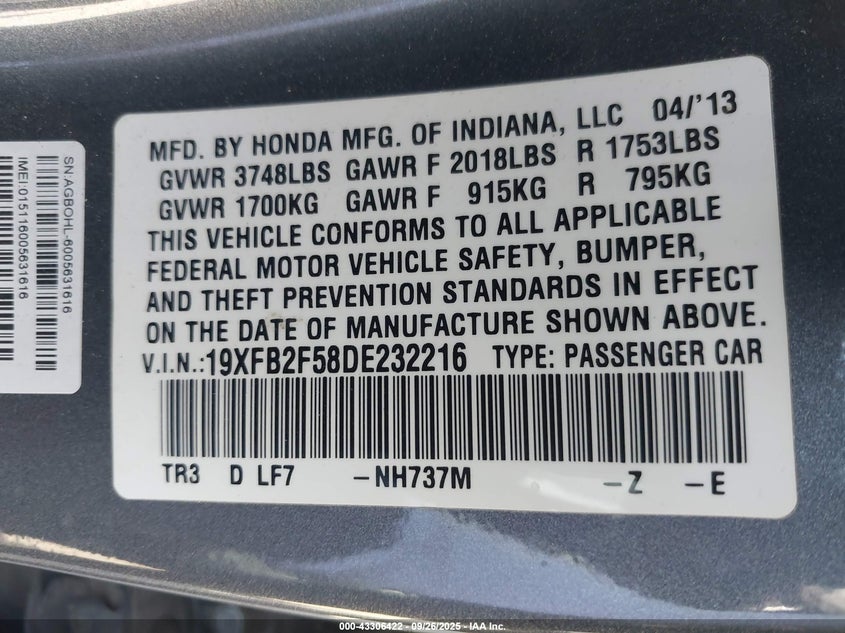 MFD. BY HONDA MFG. OF INDIANA, LLC 04/'13
GVWR 3748LBS GAWR F 2018LBS R 1753LBS
GVWR 1700KG GAWR F 915KG R 795KG
THIS VEHICLE CONFORMS TO ALL APPLICABLE
FEDERAL MOTOR VEHICLE SAFETY, BUMPER,
AND THEFT PREVENTION STANDARDS IN EFFECT
ON THE DATE OF MANUFACTURE SHOWN ABOVE.
V.I.N.:19XFB2F58DE232216 TYPE: PASSENGER CAR
TR3 D LF7 -NH737M -Z -E
SN:AGBOHL-6005631616
IMEI:015116005631616
000-43306422 - 09/26/2025 - IAA Inc.